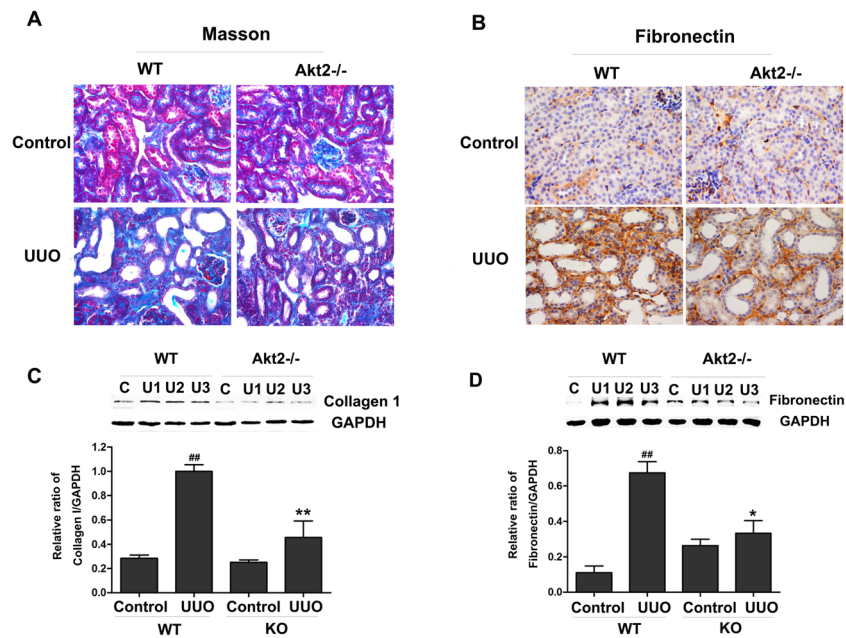 A
Masson
WT Akt2-/-
Control
UUO
B
Fibronectin
WT Akt2-/-
Control
UUO
C
WT Akt2-/-
C U1 U2 U3 C U1 U2 U3
Collagen 1
GAPDH
Relative ratio of
Collagen I/GAPDH
1.2
1.0
0.8
0.6
0.4
0.2
0.0
##
**
Control UUO Control UUO
WT KO
D
WT Akt2-/-
C U1 U2 U3 C U1 U2 U3
Fibronectin
GAPDH
Relative ratio of
Fibronectin/GAPDH
0.8
0.6
0.4
0.2
0.0
##
*
Control UUO Control UUO
WT KO